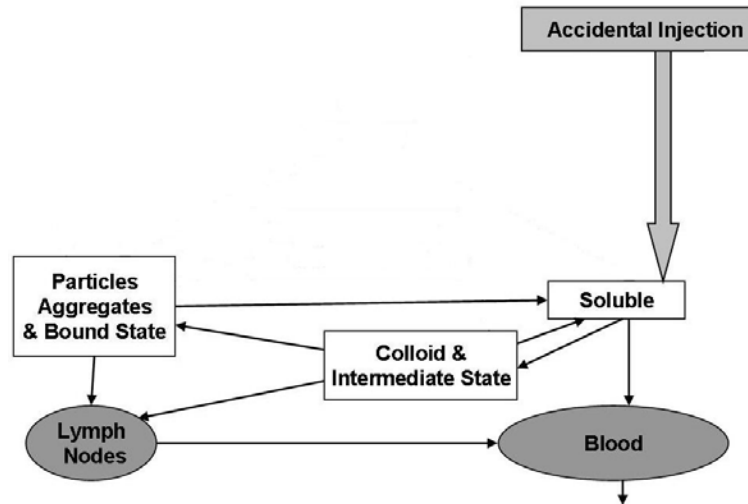 Accidental Injection
Particles
Aggregates
& Bound State
Soluble
Colloid &
Intermediate State
Lymph
Nodes
Blood